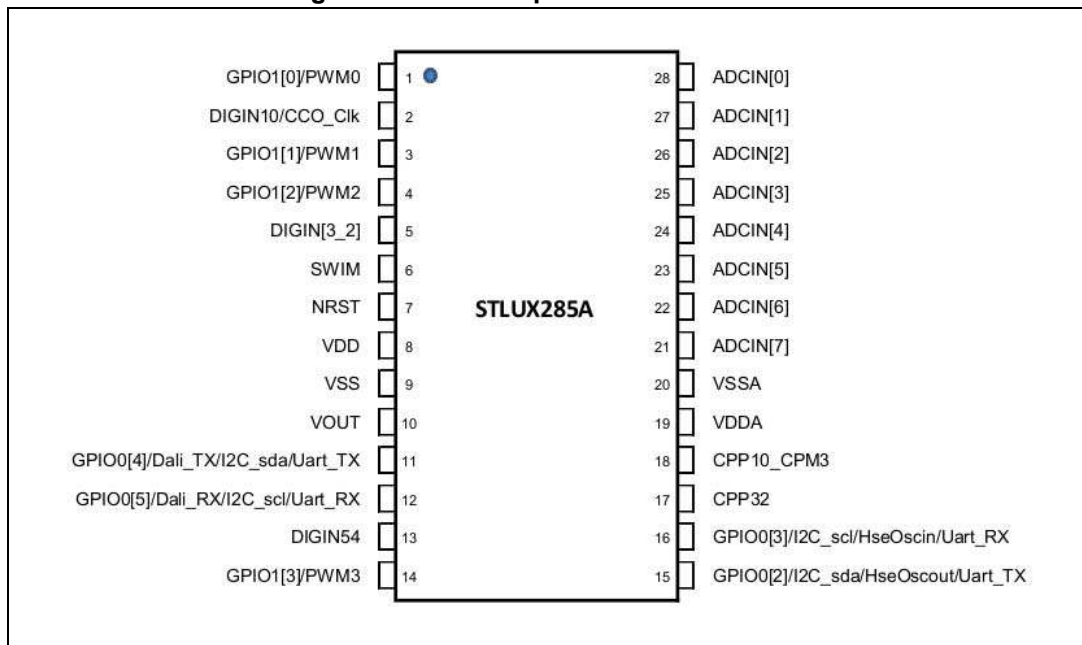 GPIO1[0]/PWM0 1 28 ADCIN[0]
DIGIN10/CCO_Clk 2 27 ADCIN[1]
GPIO1[1]/PWM1 3 26 ADCIN[2]
GPIO1[2]/PWM2 4 25 ADCIN[3]
DIGIN[3_2] 5 24 ADCIN[4]
SWIM 6 23 ADCIN[5]
NRST 7 STLUX285A 22 ADCIN[6]
VDD 8 21 ADCIN[7]
VSS 9 20 VSSA
VOUT 10 19 VDDA
GPIO0[4]/Dali_TX/I2C_sda/Uart_TX 11 18 CPP10_CPM3
GPIO0[5]/Dali_RX/I2C_scl/Uart_RX 12 17 CPP32
DIGIN54 13 16 GPIO0[3]/I2C_scl/HseOscin/Uart_RX
GPIO1[3]/PWM3 14 15 GPIO0[2]/I2C_sda/HseOscout/Uart_TX